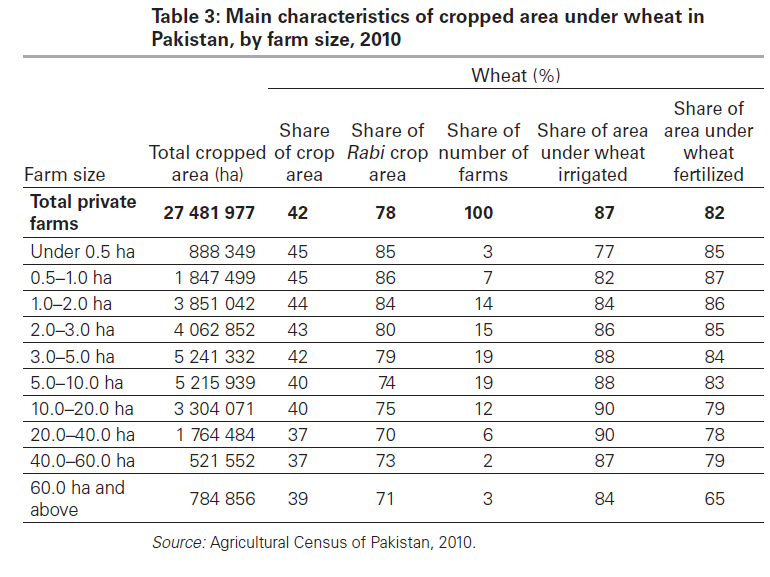 Table 3: Main characteristics of cropped area under wheat in
Pakistan, by farm size, 2010
Wheat (%)
Farm size Total cropped area (ha) Share of crop area Share of Rabi crop area Share of number of farms Share of area under wheat irrigated Share of area under wheat fertilized
Total private farms 27 481 977 42 78 100 87 82
Under 0.5 ha 888 349 45 85 3 77 85
0.5–1.0 ha 1 847 499 45 86 7 82 87
1.0–2.0 ha 3 851 042 44 84 14 84 86
2.0–3.0 ha 4 062 852 43 80 15 86 85
3.0–5.0 ha 5 241 332 42 79 19 88 84
5.0–10.0 ha 5 215 939 40 74 19 88 83
10.0–20.0 ha 3 304 071 40 75 12 90 79
20.0–40.0 ha 1 764 484 37 70 6 90 78
40.0–60.0 ha 521 552 37 73 2 87 79
60.0 ha and above 784 856 39 71 3 84 65
Source: Agricultural Census of Pakistan, 2010.